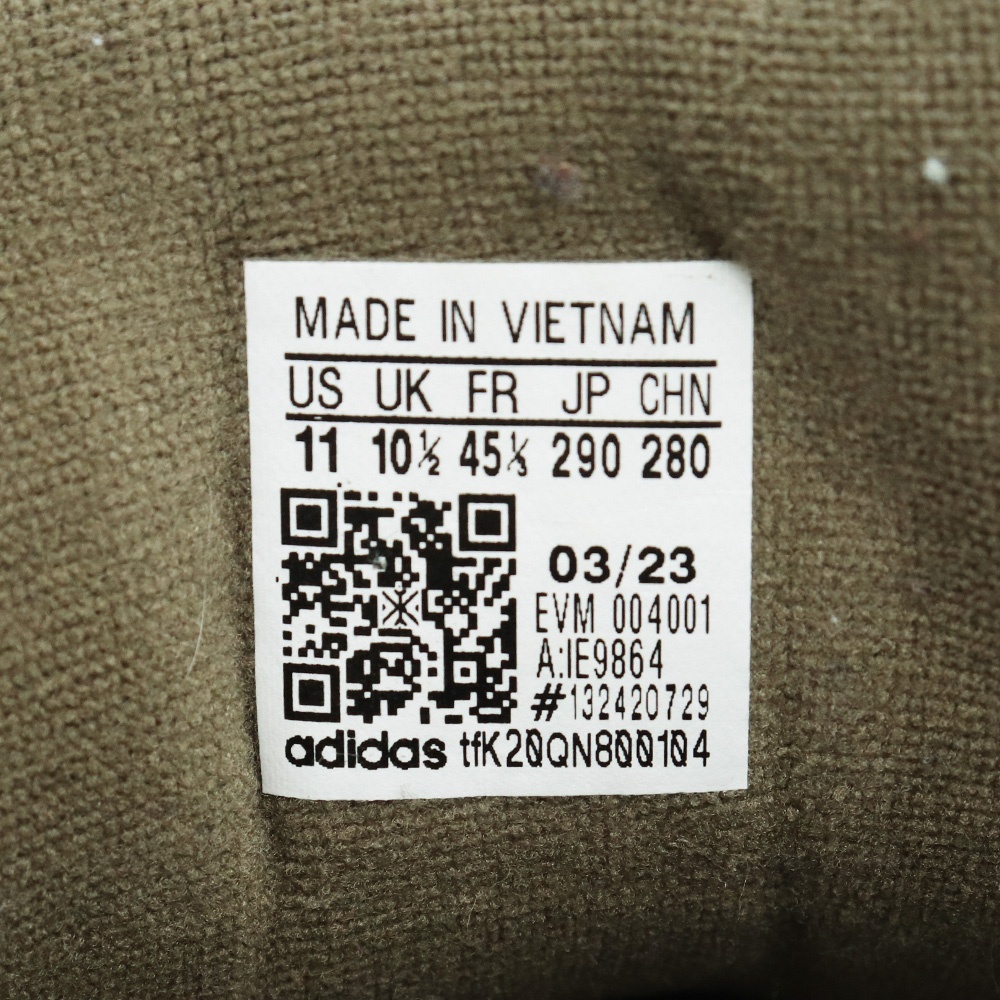 MADE IN VIETNAM
US UK FR JP CHN
11 10½ 45⅓ 290 280
03/23
EVM 004001
A:IE9864
#132420729
adidas tfK20QN800104